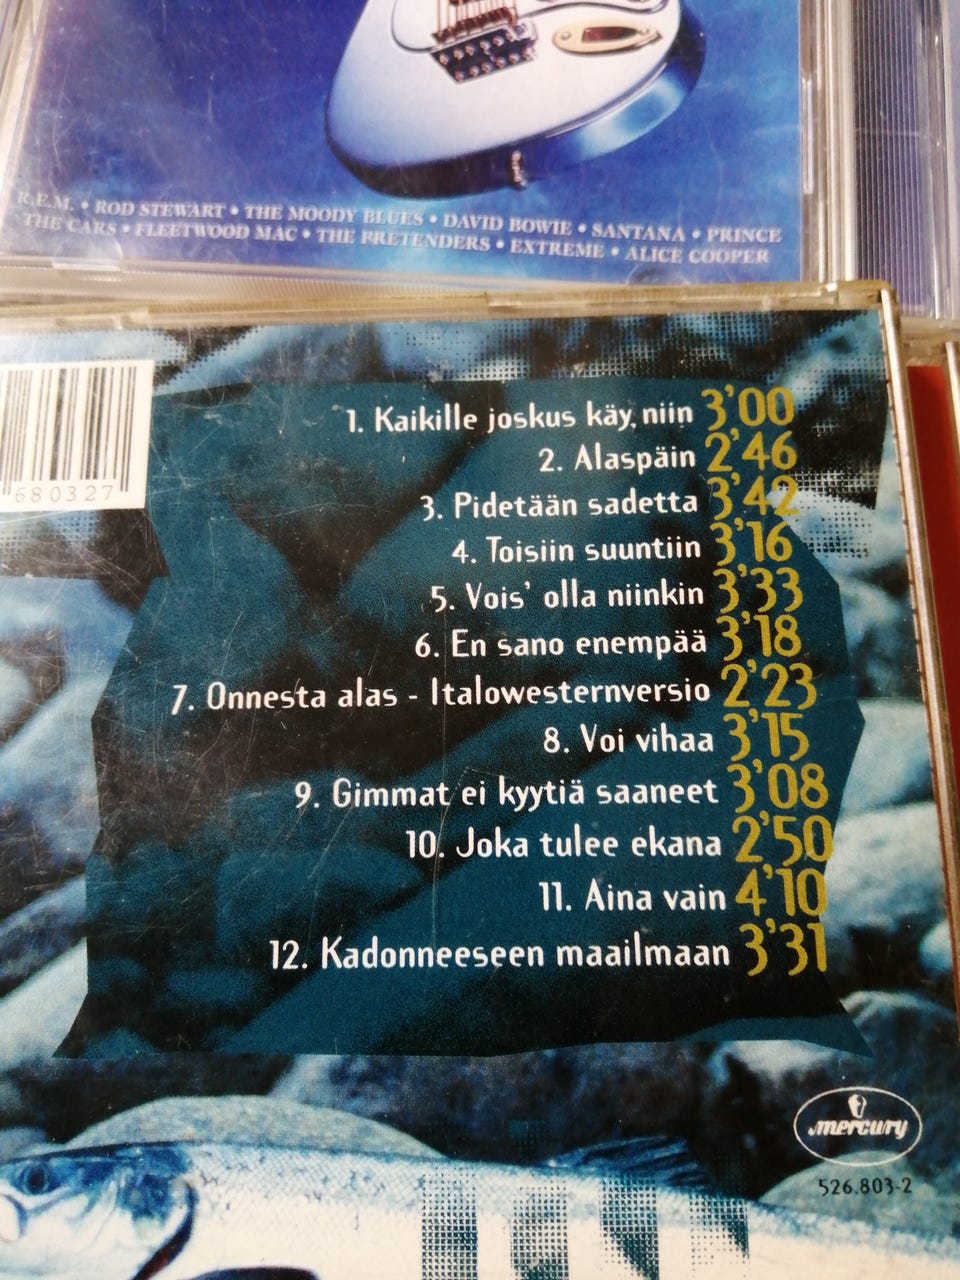 R.E.M. • ROD STEWART • THE MOODY BLUES • DAVID BOWIE • SANTANA • PRINCE
THE CARS • FLEETWOOD MAC • THE PRETENDERS • EXTREME • ALICE COOPER
680327
1. Kaikille joskus käy, niin 3'00
2. Alaspäin 2'46
3. Pidetään sadetta 3'42
4. Toisiin suuntiin 3'16
5. Vois' olla niinkin 3'33
6. En sano enempää 3'18
7. Onnesta alas - Italowesternversio 2'23
8. Voi vihaa 3'15
9. Gimmat ei kyytiä saaneet 3'08
10. Joka tulee ekana 2'50
11. Aina vain 4'10
12. Kadonneeseen maailmaan 3'31
mercury
526.803-2